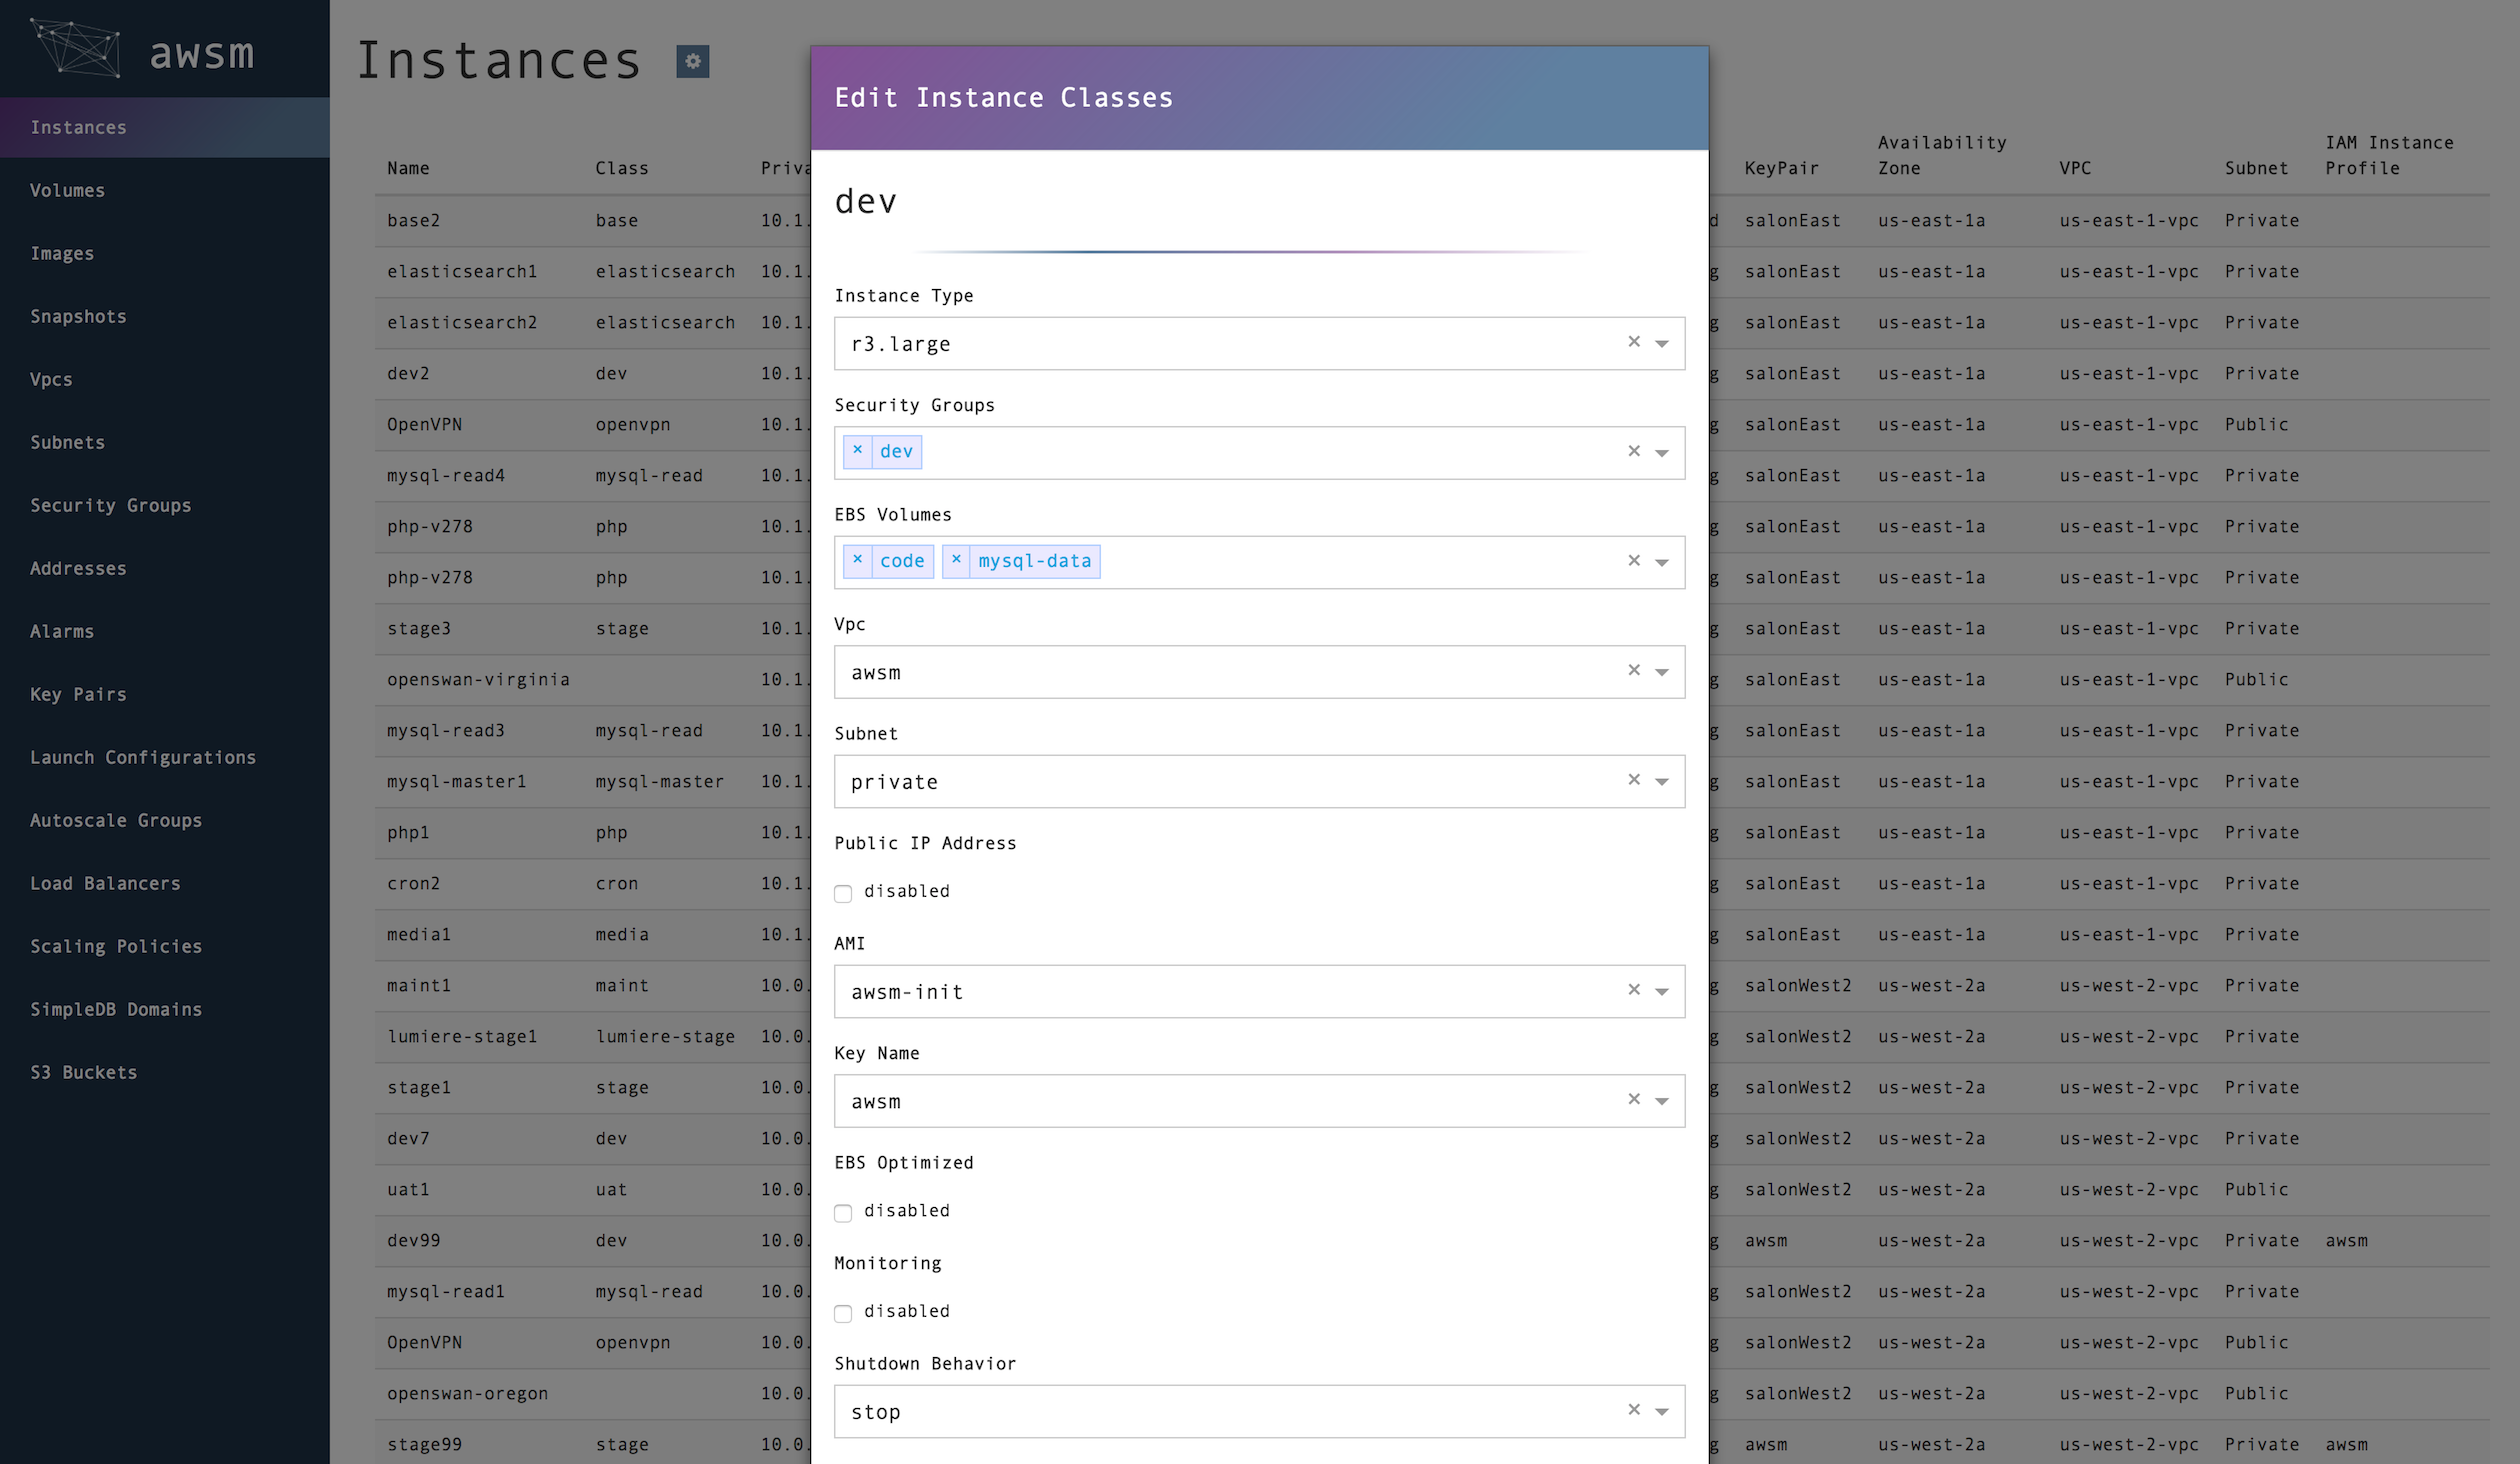 awsm
Instances
Volumes
Images
Snapshots
Vpcs
Subnets
Security Groups
Addresses
Alarms
Key Pairs
Launch Configurations
Autoscale Groups
Load Balancers
Scaling Policies
SimpleDB Domains
S3 Buckets
Instances
Name Class Priva KeyPair Availability Zone VPC Subnet IAM Instance Profile
base2 base 10.1. d salonEast us-east-1a us-east-1-vpc Private
elasticsearch1 elasticsearch 10.1. g salonEast us-east-1a us-east-1-vpc Private
elasticsearch2 elasticsearch 10.1. g salonEast us-east-1a us-east-1-vpc Private
dev2 dev 10.1. g salonEast us-east-1a us-east-1-vpc Private
OpenVPN openvpn 10.1. g salonEast us-east-1a us-east-1-vpc Public
mysql-read4 mysql-read 10.1. g salonEast us-east-1a us-east-1-vpc Private
php-v278 php 10.1. g salonEast us-east-1a us-east-1-vpc Private
php-v278 php 10.1. g salonEast us-east-1a us-east-1-vpc Private
stage3 stage 10.1. g salonEast us-east-1a us-east-1-vpc Private
openswan-virginia 10.1. g salonEast us-east-1a us-east-1-vpc Public
mysql-read3 mysql-read 10.1. g salonEast us-east-1a us-east-1-vpc Private
mysql-master1 mysql-master 10.1. g salonEast us-east-1a us-east-1-vpc Private
php1 php 10.1. g salonEast us-east-1a us-east-1-vpc Private
cron2 cron 10.1. g salonEast us-east-1a us-east-1-vpc Private
media1 media 10.1. g salonEast us-east-1a us-east-1-vpc Private
maint1 maint 10.0. g salonWest2 us-west-2a us-west-2-vpc Private
lumiere-stage1 lumiere-stage 10.0. g salonWest2 us-west-2a us-west-2-vpc Private
stage1 stage 10.0. g salonWest2 us-west-2a us-west-2-vpc Private
dev7 dev 10.0. g salonWest2 us-west-2a us-west-2-vpc Private
uat1 uat 10.0. g salonWest2 us-west-2a us-west-2-vpc Public
dev99 dev 10.0. g awsm us-west-2a us-west-2-vpc Private awsm
mysql-read1 mysql-read 10.0. g salonWest2 us-west-2a us-west-2-vpc Private
OpenVPN openvpn 10.0. g salonWest2 us-west-2a us-west-2-vpc Public
openswan-oregon 10.0. g salonWest2 us-west-2a us-west-2-vpc Public
stage99 stage 10.0. g awsm us-west-2a us-west-2-vpc Private awsm
Edit Instance Classes
dev
Instance Type
r3.large
Security Groups
× dev
EBS Volumes
× code × mysql-data
Vpc
awsm
Subnet
private
Public IP Address
disabled
AMI
awsm-init
Key Name
awsm
EBS Optimized
disabled
Monitoring
disabled
Shutdown Behavior
stop